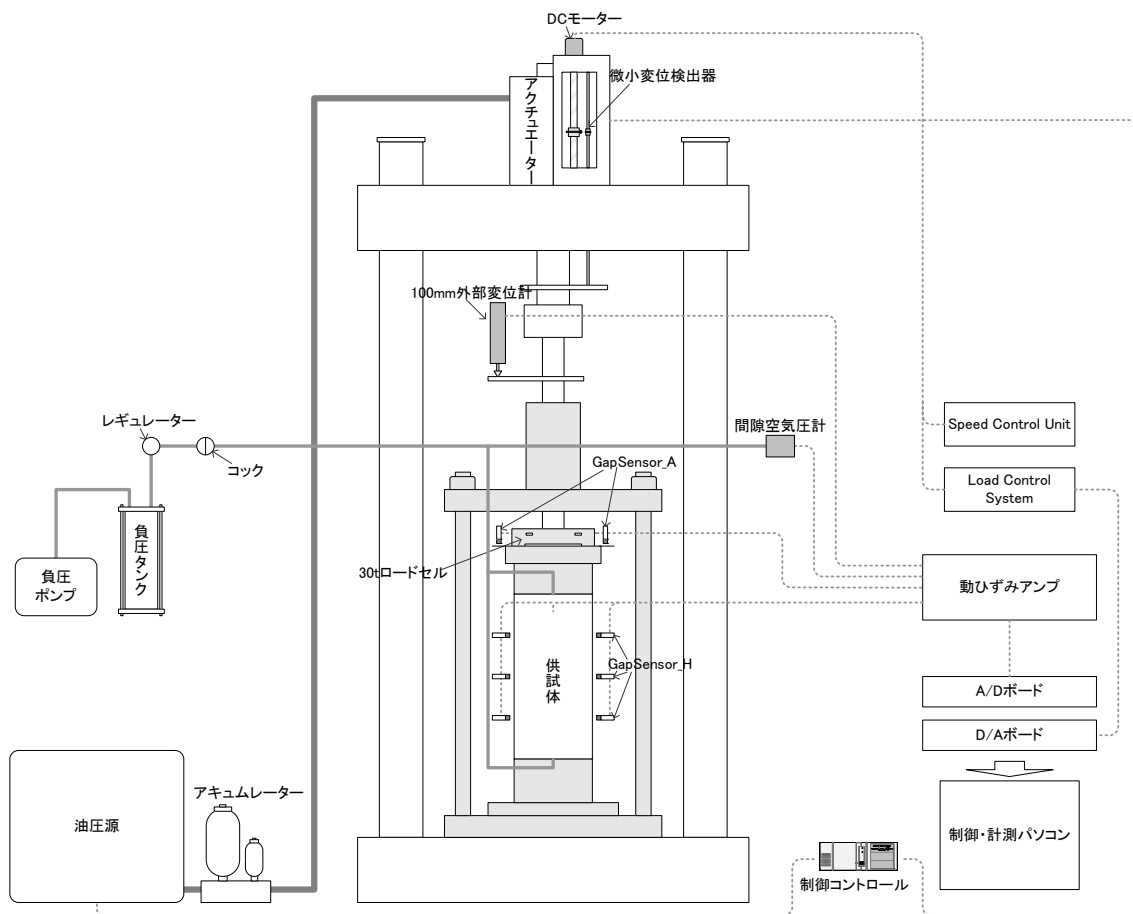 DCモーター
微小変位検出器
アクチュエーター
100mm外部変位計
レギュレーター
コック
間隙空気圧計
Speed Control Unit
GapSensor_A
Load Control
System
負圧タンク
負圧
ポンプ
30tロードセル
動ひずみアンプ
供試体
GapSensor_H
A/Dボード
D/Aボード
アキュムレーター
油圧源
制御・計測パソコン
制御コントロール